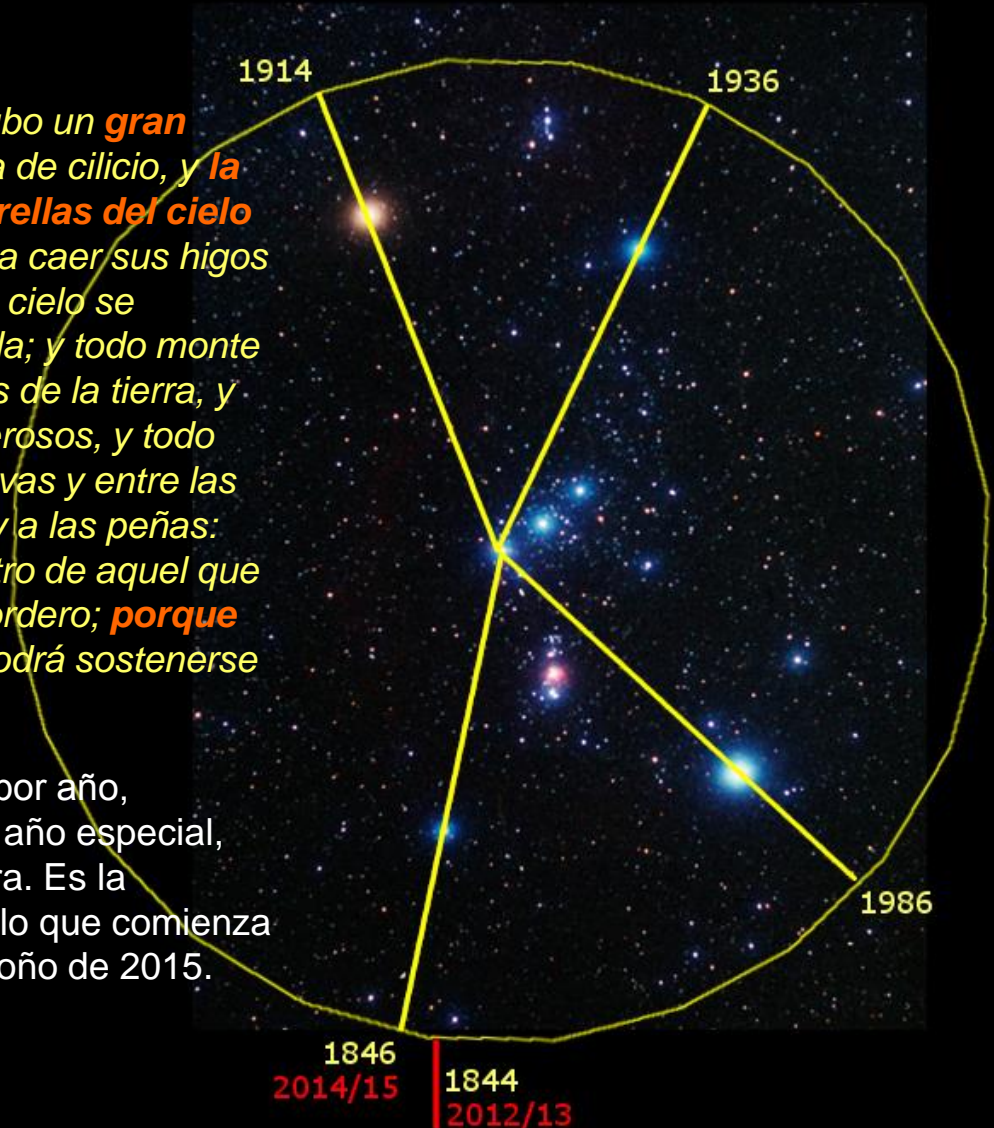 1914
1936
ubo un gran
a de cilicio, y la
rellas del cielo
a caer sus higos
cielo se
la; y todo monte
s de la tierra, y
erosos, y todo
vas y entre las
y a las peñas:
tro de aquel que
ordero; porque
odrá sostenerse
por año,
año especial,
ra. Es la
lo que comienza
oño de 2015.
1986
1846
2014/15
1844
2012/13